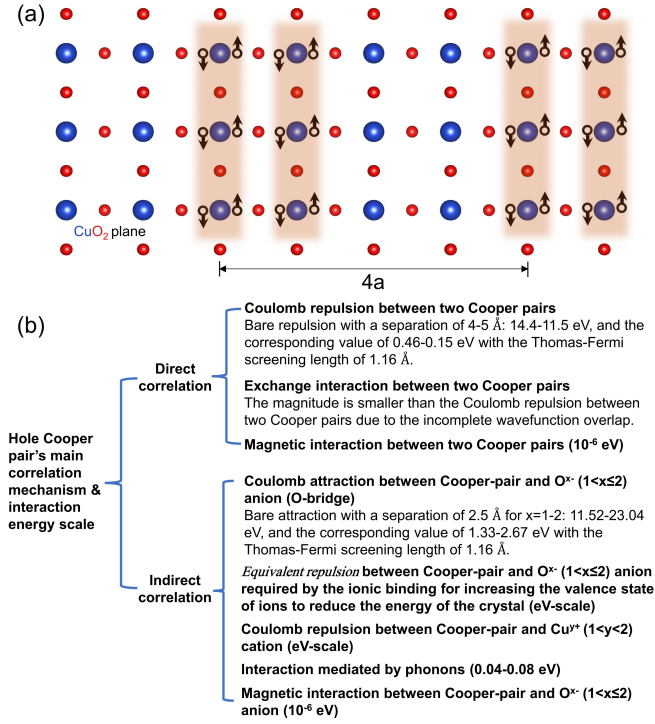 (a)
CuO₂ plane
4a
(b)
Hole Cooper
pair's main
correlation
mechanism &
interaction
energy scale
Direct
correlation
Coulomb repulsion between two Cooper pairs
Bare repulsion with a separation of 4-5 Å: 14.4-11.5 eV, and the
corresponding value of 0.46-0.15 eV with the Thomas-Fermi
screening length of 1.16 Å.
Exchange interaction between two Cooper pairs
The magnitude is smaller than the Coulomb repulsion between
two Cooper pairs due to the incomplete wavefunction overlap.
Magnetic interaction between two Cooper pairs (10⁻⁶ eV)
Indirect
correlation
Coulomb attraction between Cooper-pair and Oˣ⁻ (1<x≤2)
anion (O-bridge)
Bare attraction with a separation of 2.5 Å for x=1-2: 11.52-23.04
eV, and the corresponding value of 1.33-2.67 eV with the
Thomas-Fermi screening length of 1.16 Å.
Equivalent repulsion between Cooper-pair and Oˣ⁻ (1<x≤2) anion
required by the ionic binding for increasing the valence state
of ions to reduce the energy of the crystal (eV-scale)
Coulomb repulsion between Cooper-pair and Cuʸ⁺ (1<y<2)
cation (eV-scale)
Interaction mediated by phonons (0.04-0.08 eV)
Magnetic interaction between Cooper-pair and Oˣ⁻ (1<x≤2)
anion (10⁻⁶ eV)